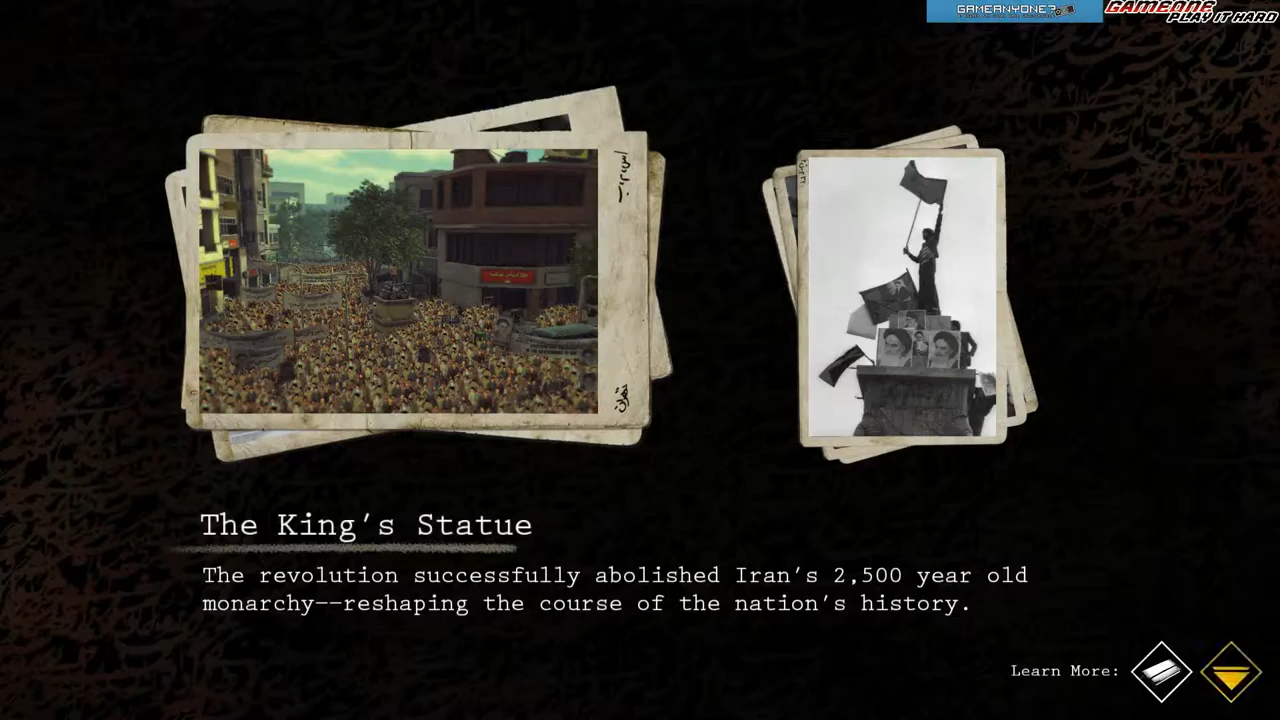 GAMEANYONE?
GAMEONE
PLAY IT HARD
تهران
The King's Statue
The revolution successfully abolished Iran's 2,500 year old
monarchy--reshaping the course of the nation's history.
Learn More: